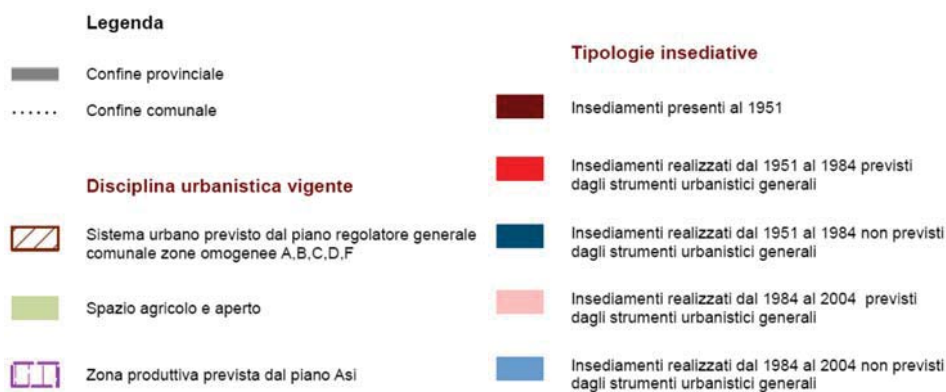 Legenda
Confine provinciale
Confine comunale
Disciplina urbanistica vigente
Sistema urbano previsto dal piano regolatore generale
comunale zone omogenee A,B,C,D,F
Spazio agricolo e aperto
Zona produttiva prevista dal piano Asi
Tipologie insediative
Insediamenti presenti al 1951
Insediamenti realizzati dal 1951 al 1984 previsti
dagli strumenti urbanistici generali
Insediamenti realizzati dal 1951 al 1984 non previsti
dagli strumenti urbanistici generali
Insediamenti realizzati dal 1984 al 2004 previsti
dagli strumenti urbanistici generali
Insediamenti realizzati dal 1984 al 2004 non previsti
dagli strumenti urbanistici generali